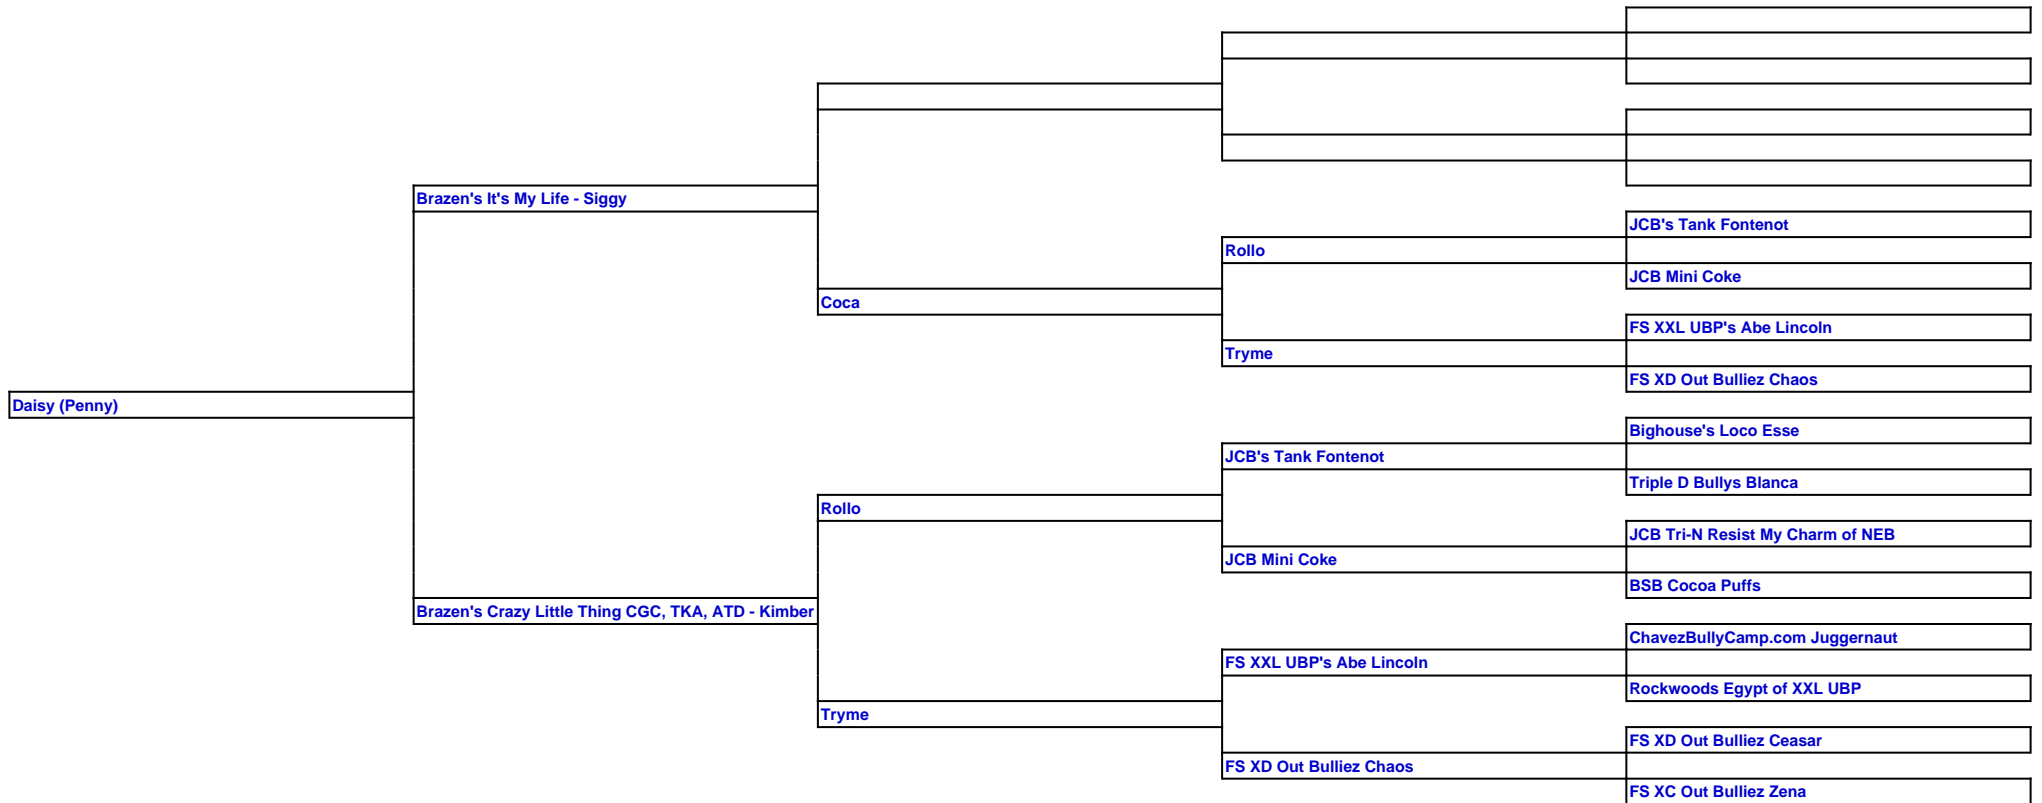 Brazen's It's My Life - Siggy
JCB's Tank Fontenot
Rollo
JCB Mini Coke
Coca
FS XXL UBP's Abe Lincoln
Tryme
FS XD Out Bulliez Chaos
Daisy (Penny)
Bighouse's Loco Esse
JCB's Tank Fontenot
Triple D Bullys Blanca
Rollo
JCB Tri-N Resist My Charm of NEB
JCB Mini Coke
BSB Cocoa Puffs
Brazen's Crazy Little Thing CGC, TKA, ATD - Kimber
ChavezBullyCamp.com Juggernaut
FS XXL UBP's Abe Lincoln
Rockwoods Egypt of XXL UBP
Tryme
FS XD Out Bulliez Ceasar
FS XD Out Bulliez Chaos
FS XC Out Bulliez Zena